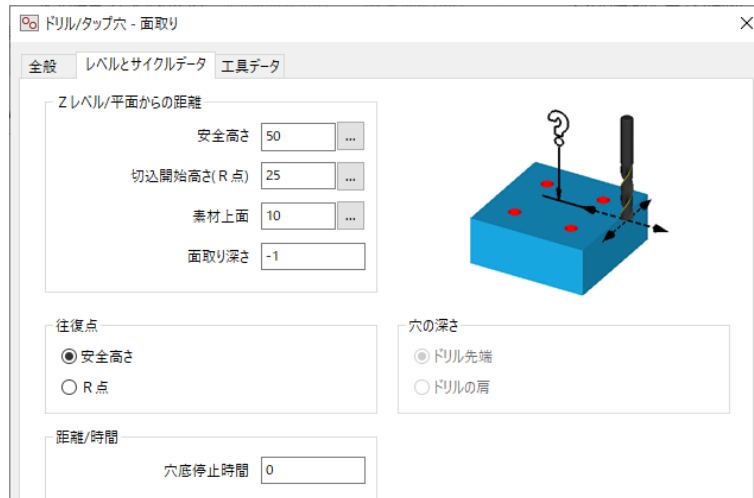 ドリル/タップ穴 - 面取り
全般 レベルとサイクルデータ 工具データ
Zレベル/平面からの距離
安全高さ 50 ...
切込開始高さ(R点) 25 ...
素材上面 10 ...
面取り深さ -1
往復点
安全高さ
R点
穴の深さ
ドリル先端
ドリルの肩
距離/時間
穴底停止時間 0